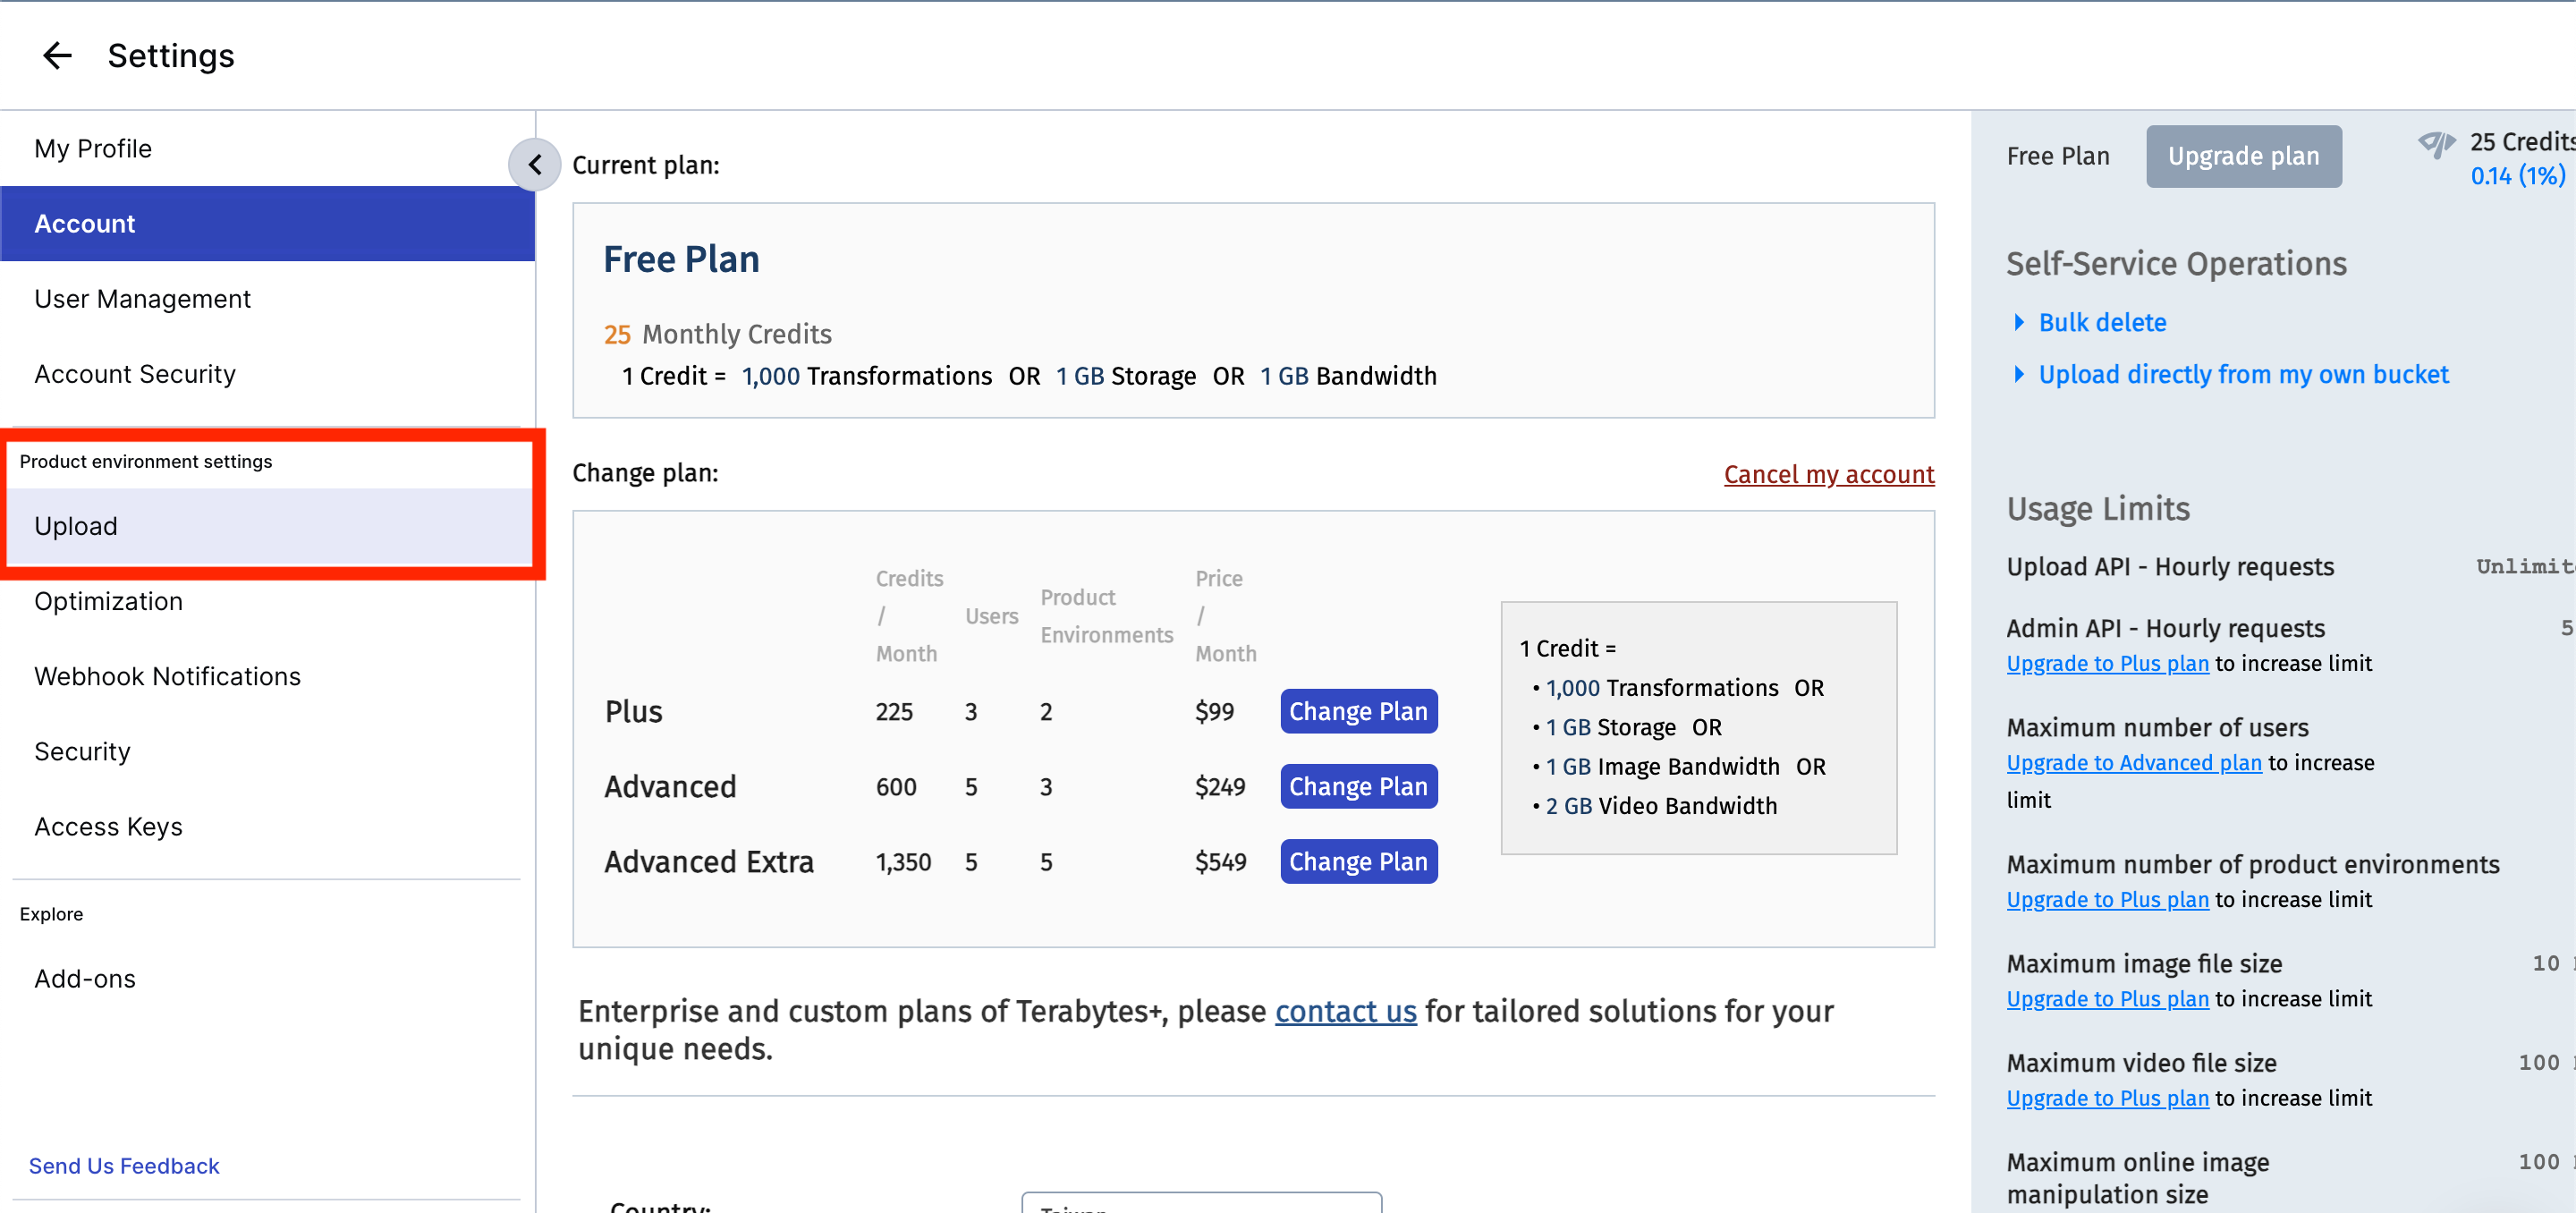 Settings
My Profile
Account
User Management
Account Security
Product environment settings
Upload
Optimization
Webhook Notifications
Security
Access Keys
Explore
Add-ons
Send Us Feedback
Current plan:
Free Plan
25 Monthly Credits
1 Credit = 1,000 Transformations OR 1 GB Storage OR 1 GB Bandwidth
Change plan:
Cancel my account
Credits / Month Users Product Environments Price / Month
Plus 225 3 2 $99 Change Plan
Advanced 600 5 3 $249 Change Plan
Advanced Extra 1,350 5 5 $549 Change Plan
1 Credit =
• 1,000 Transformations OR
• 1 GB Storage OR
• 1 GB Image Bandwidth OR
• 2 GB Video Bandwidth
Enterprise and custom plans of Terabytes+, please contact us for tailored solutions for your
unique needs.
Country:
Taiwan
Free Plan
Upgrade plan
25 Credits
0.14 (1%)
Self-Service Operations
Bulk delete
Upload directly from my own bucket
Usage Limits
Upload API - Hourly requests
Admin API - Hourly requests
Upgrade to Plus plan to increase limit
Maximum number of users
Upgrade to Advanced plan to increase
limit
Maximum number of product environments
Upgrade to Plus plan to increase limit
Maximum image file size 10
Upgrade to Plus plan to increase limit
Maximum video file size 100
Upgrade to Plus plan to increase limit
Maximum online image 100
manipulation size